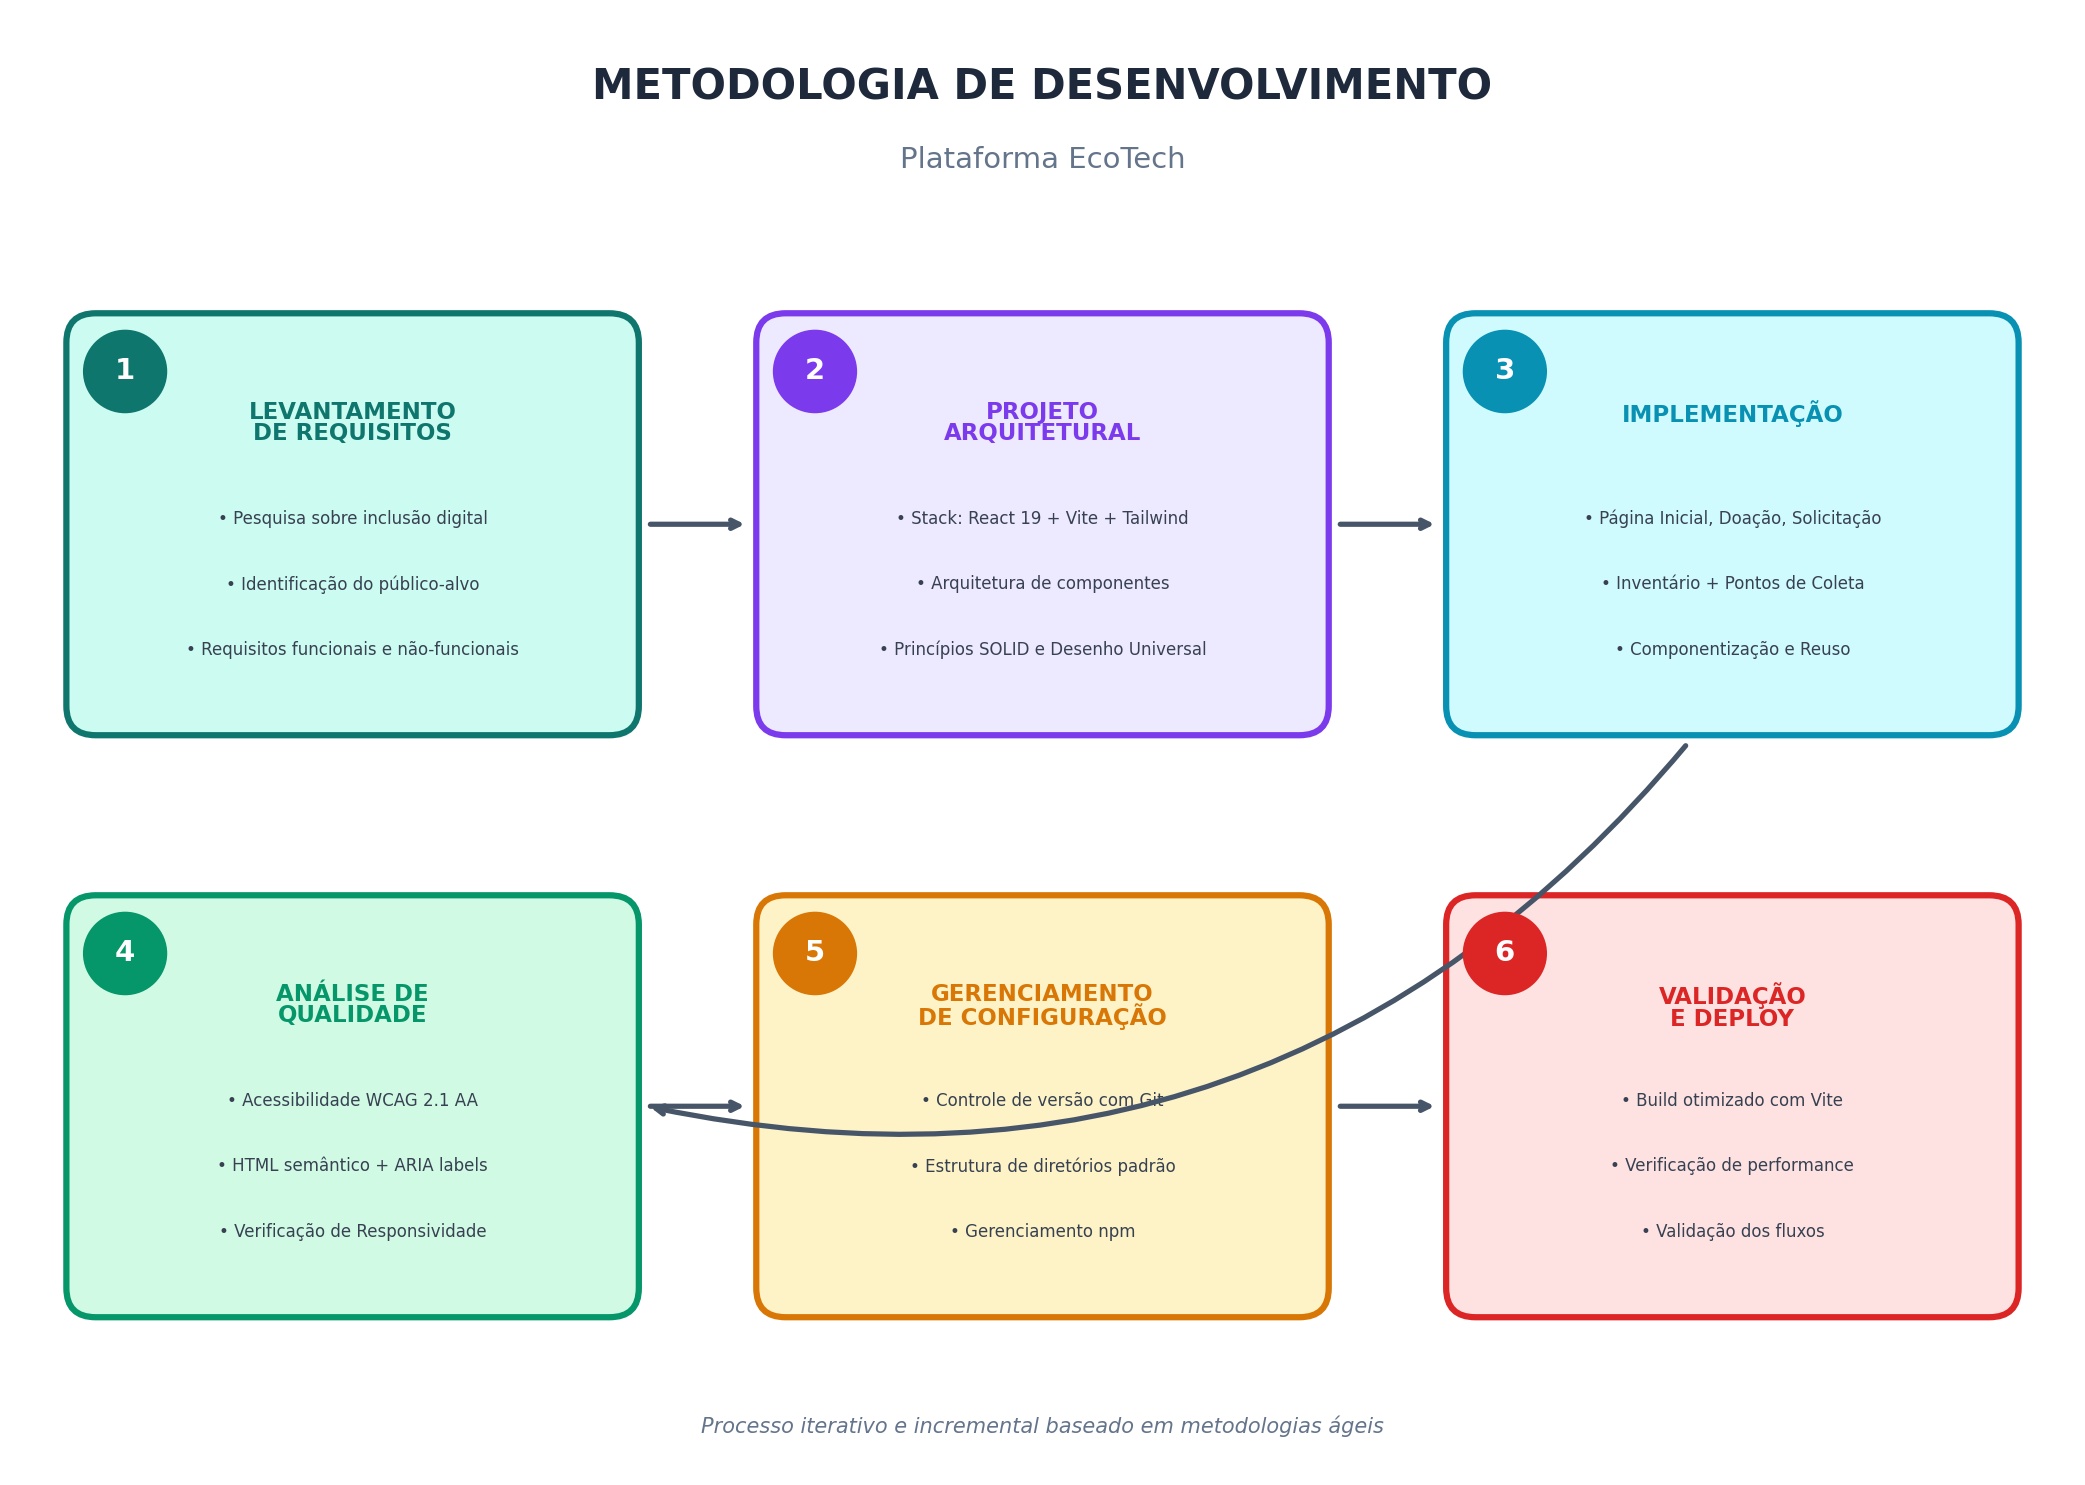 METODOLOGIA DE DESENVOLVIMENTO
Plataforma EcoTech
1
LEVANTAMENTO
DE REQUISITOS
• Pesquisa sobre inclusão digital
• Identificação do público-alvo
• Requisitos funcionais e não-funcionais
2
PROJETO
ARQUITETURAL
• Stack: React 19 + Vite + Tailwind
• Arquitetura de componentes
• Princípios SOLID e Desenho Universal
3
IMPLEMENTAÇÃO
• Página Inicial, Doação, Solicitação
• Inventário + Pontos de Coleta
• Componentização e Reuso
4
ANÁLISE DE
QUALIDADE
• Acessibilidade WCAG 2.1 AA
• HTML semântico + ARIA labels
• Verificação de Responsividade
5
GERENCIAMENTO
DE CONFIGURAÇÃO
• Controle de versão com Git
• Estrutura de diretórios padrão
• Gerenciamento npm
6
VALIDAÇÃO
E DEPLOY
• Build otimizado com Vite
• Verificação de performance
• Validação dos fluxos
Processo iterativo e incremental baseado em metodologias ágeis